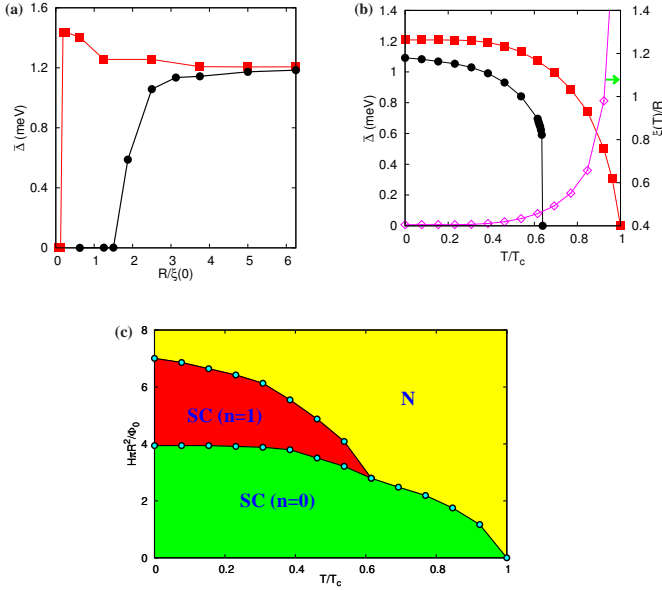 (a)
1.6
1.2
0.8
0.4
0
Δ̄ (meV)
0 1 2 3 4 5 6
R/ξ(0)
(b)
1.4
1.2
1
0.8
0.6
0.4
0.2
0
Δ̄ (meV)
0 0.2 0.4 0.6 0.8 1
T/Tc
1.4
1.2
1
0.8
0.6
0.4
ξ(T)/R
(c)
8
6
4
2
0
HπR²/Φ₀
N
SC (n=1)
SC (n=0)
0 0.2 0.4 0.6 0.8 1
T/Tc